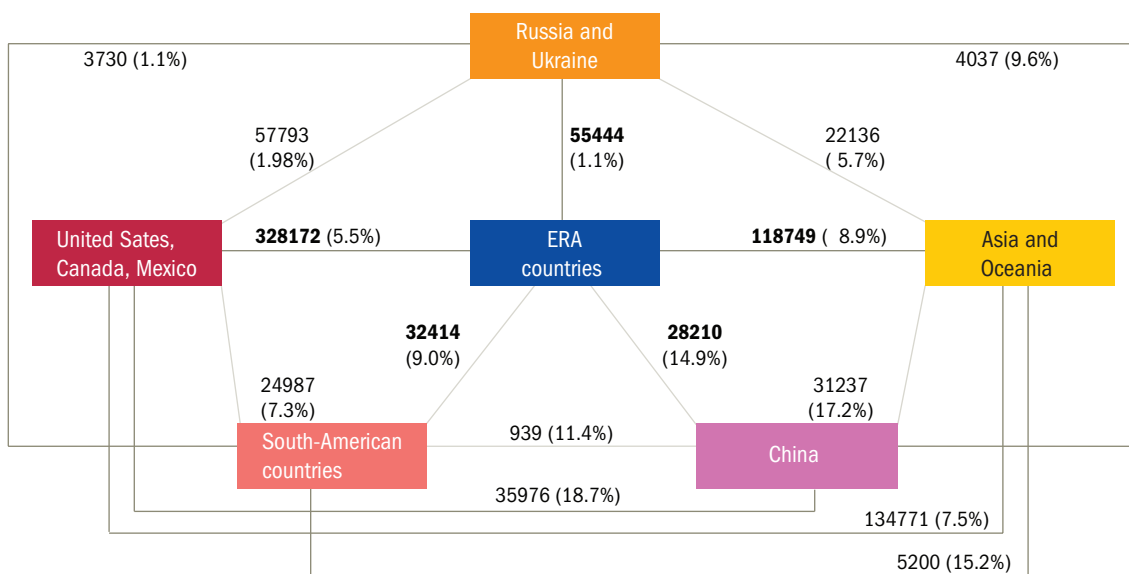 Russia and
Ukraine
3730 (1.1%)
4037 (9.6%)
57793
(1.98%)
55444
(1.1%)
22136
( 5.7%)
United Sates,
Canada, Mexico
328172 (5.5%)
ERA
countries
118749 ( 8.9%)
Asia and
Oceania
32414
(9.0%)
28210
(14.9%)
24987
(7.3%)
31237
(17.2%)
South-American
countries
939 (11.4%)
China
35976 (18.7%)
134771 (7.5%)
5200 (15.2%)